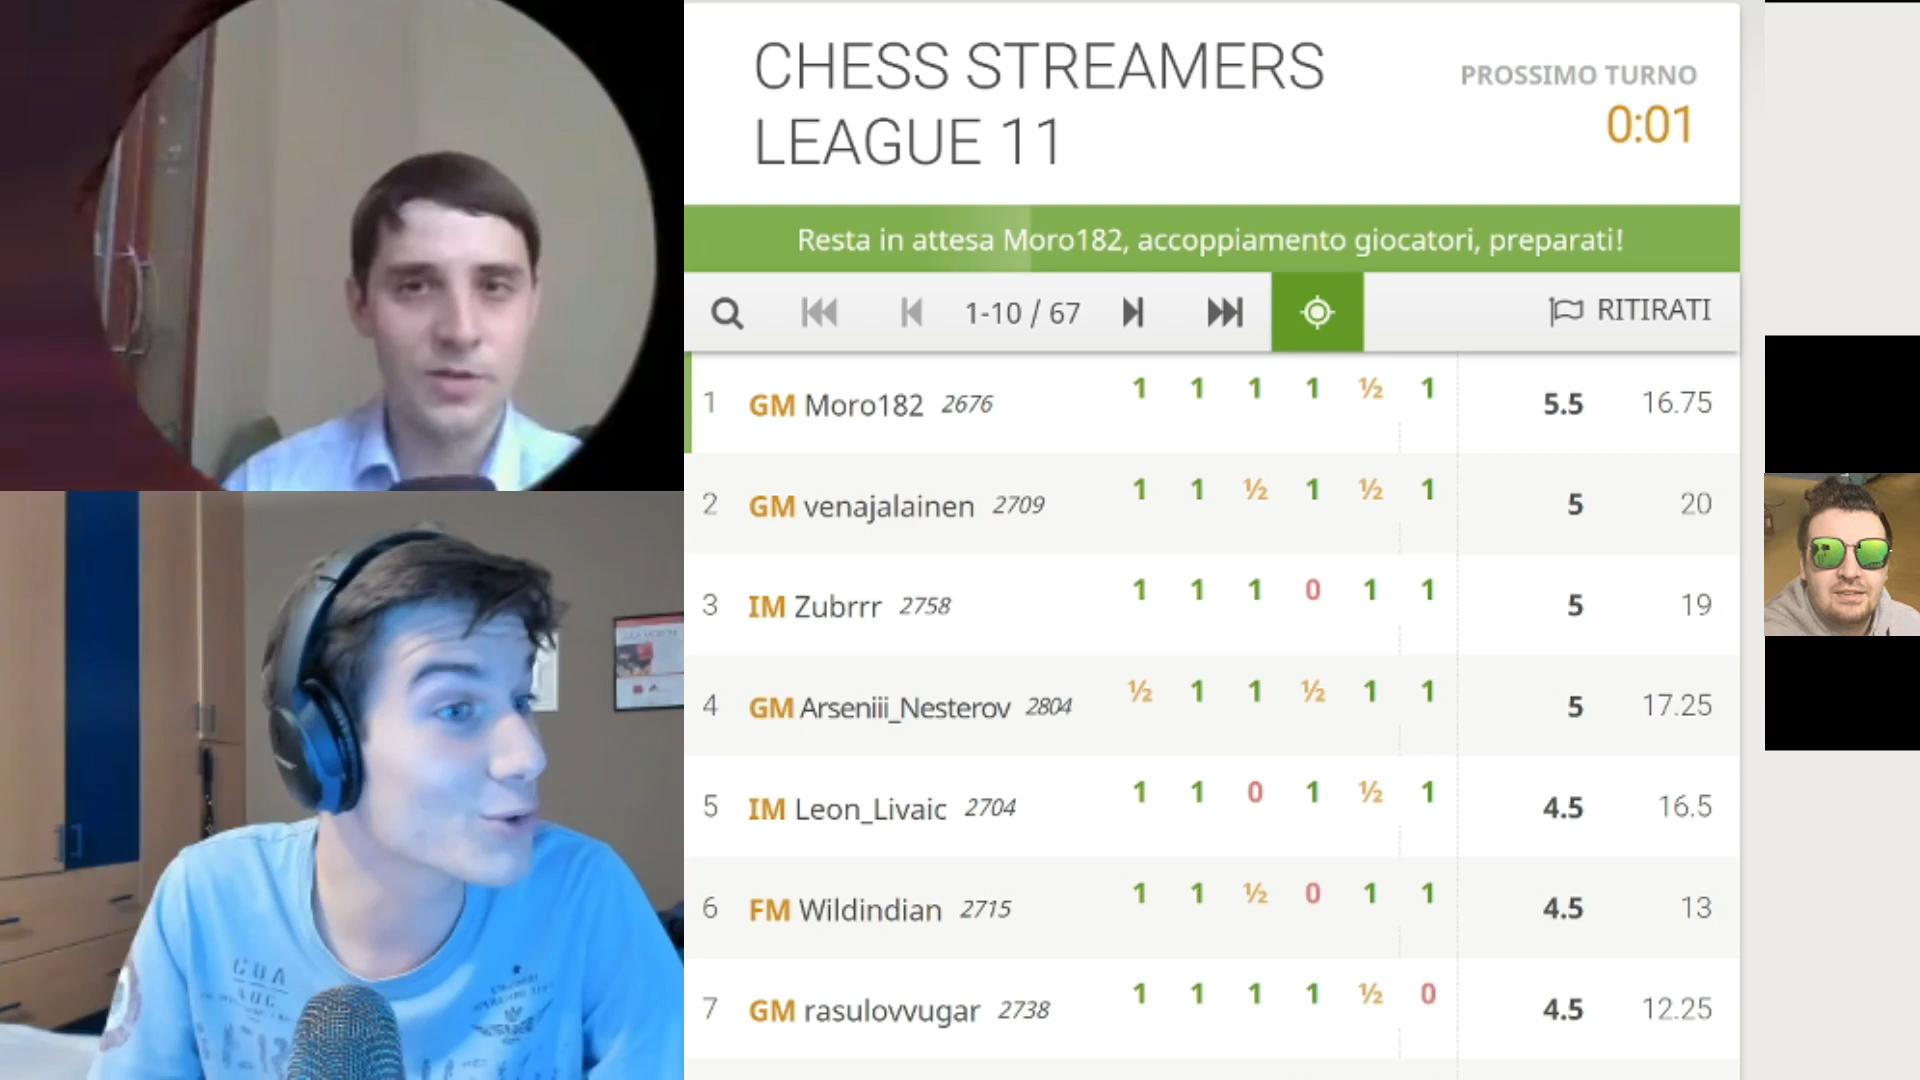 CHESS STREAMERS
LEAGUE 11
PROSSIMO TURNO
0:01
Resta in attesa Moro182, accoppiamento giocatori, preparati!
1-10 / 67
RITIRATI
1 GM Moro182 2676 1 1 1 1 ½ 1 5.5 16.75
2 GM venajalainen 2709 1 1 ½ 1 ½ 1 5 20
3 IM Zubrrr 2758 1 1 1 0 1 1 5 19
4 GM Arseniii_Nesterov 2804 ½ 1 1 ½ 1 1 5 17.25
5 IM Leon_Livaic 2704 1 1 0 1 ½ 1 4.5 16.5
6 FM Wildindian 2715 1 1 ½ 0 1 1 4.5 13
7 GM rasulovvugar 2738 1 1 1 1 ½ 0 4.5 12.25